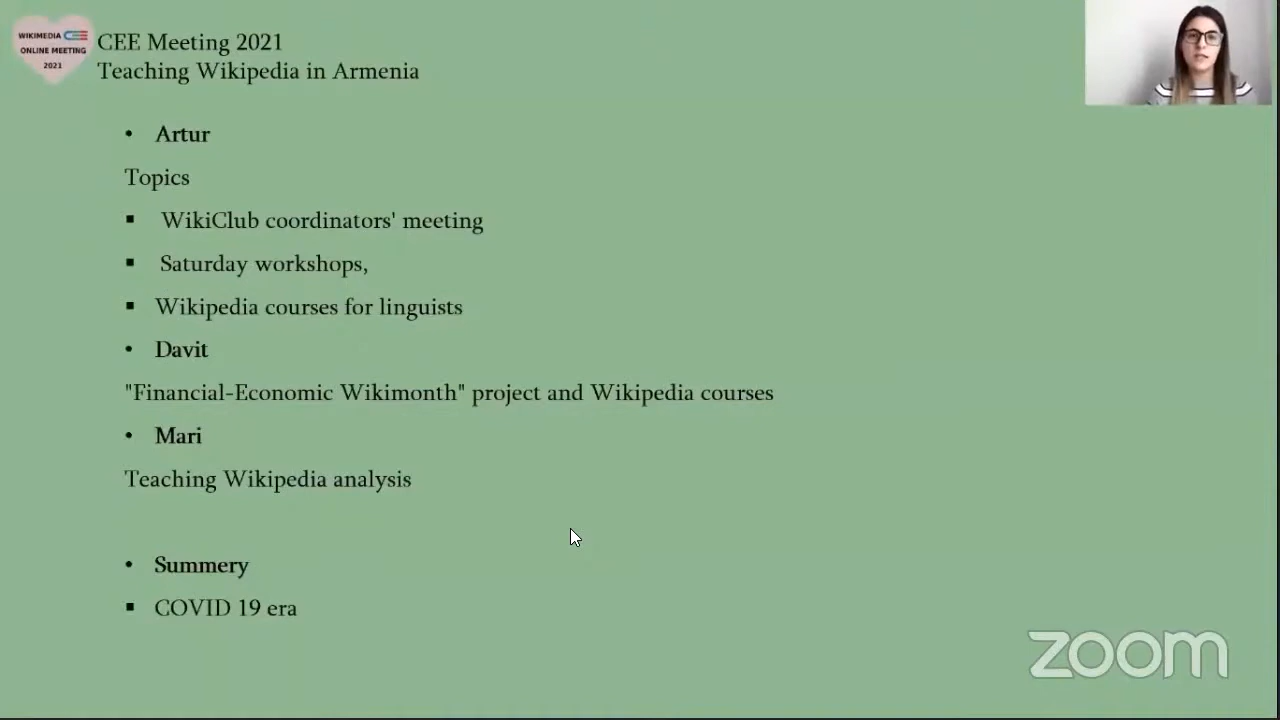 WIKIMEDIA CEE
ONLINE MEETING
2021
CEE Meeting 2021
Teaching Wikipedia in Armenia
• Artur
Topics
▪ WikiClub coordinators' meeting
▪ Saturday workshops,
▪ Wikipedia courses for linguists
• Davit
"Financial-Economic Wikimonth" project and Wikipedia courses
• Mari
Teaching Wikipedia analysis
• Summery
▪ COVID 19 era
zoom